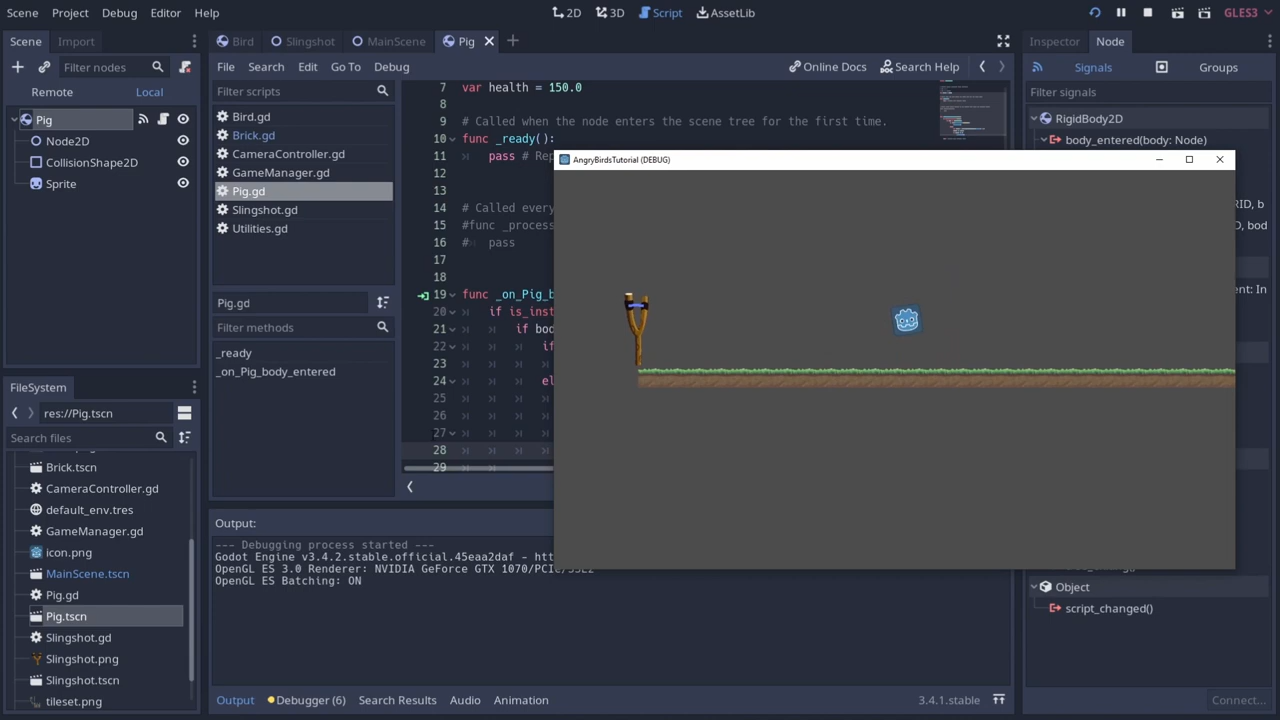 Scene Project Debug Editor Help
2D 3D Script AssetLib
GLES3
Scene Import
Filter nodes
Remote Local
Pig
Node2D
CollisionShape2D
Sprite
FileSystem
res://Pig.tscn
Search files
Brick.tscn
CameraController.gd
default_env.tres
GameManager.gd
icon.png
MainScene.tscn
Pig.gd
Pig.tscn
Slingshot.gd
Slingshot.png
Slingshot.tscn
tileset.png
Bird Slingshot MainScene Pig
File Search Edit Go To Debug
Online Docs Search Help
Filter scripts
Bird.gd
Brick.gd
CameraController.gd
GameManager.gd
Pig.gd
Slingshot.gd
Utilities.gd
Pig.gd
Filter methods
_ready
_on_Pig_body_entered
7 var health = 150.0
8
9 # Called when the node enters the scene tree for the first time.
10 func _ready():
11 pass # Rep
12
13
14 # Called every
15 #func _process
16 # pass
17
18
19 func _on_Pig_b
20 if is_inst
21 if bod
22 if
23
24 el
25
26
27
28
29
AngryBirdsTutorial (DEBUG)
Output:
--- Debugging process started ---
Godot Engine v3.4.2.stable.official.45eaa2daf - htt
OpenGL ES 3.0 Renderer: NVIDIA GeForce GTX 1070/PCIe/SSE2
OpenGL ES Batching: ON
Output Debugger (6) Search Results Audio Animation
3.4.1.stable
Inspector Node
Signals Groups
Filter signals
RigidBody2D
body_entered(body: Node)
RID, b
D, bod
ent: In
Object
script_changed()
Connect...